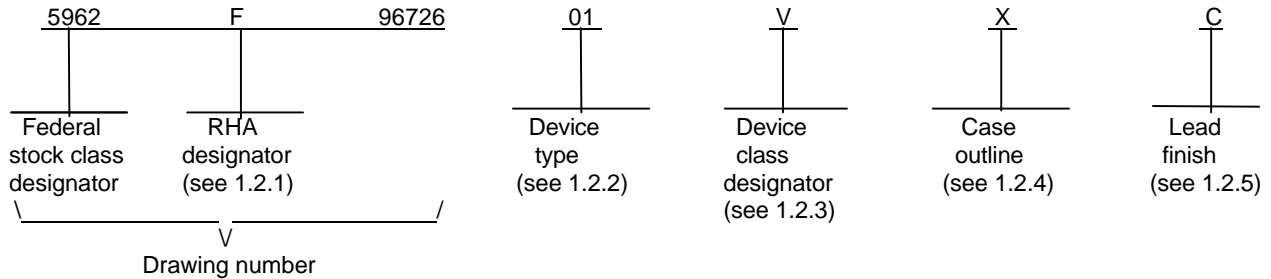 5962 F 96726 01 V X C
Federal RHA Device Device Case Lead
stock class designator type class outline finish
designator (see 1.2.1) (see 1.2.2) designator (see 1.2.4) (see 1.2.5)
(see 1.2.3)
Drawing number